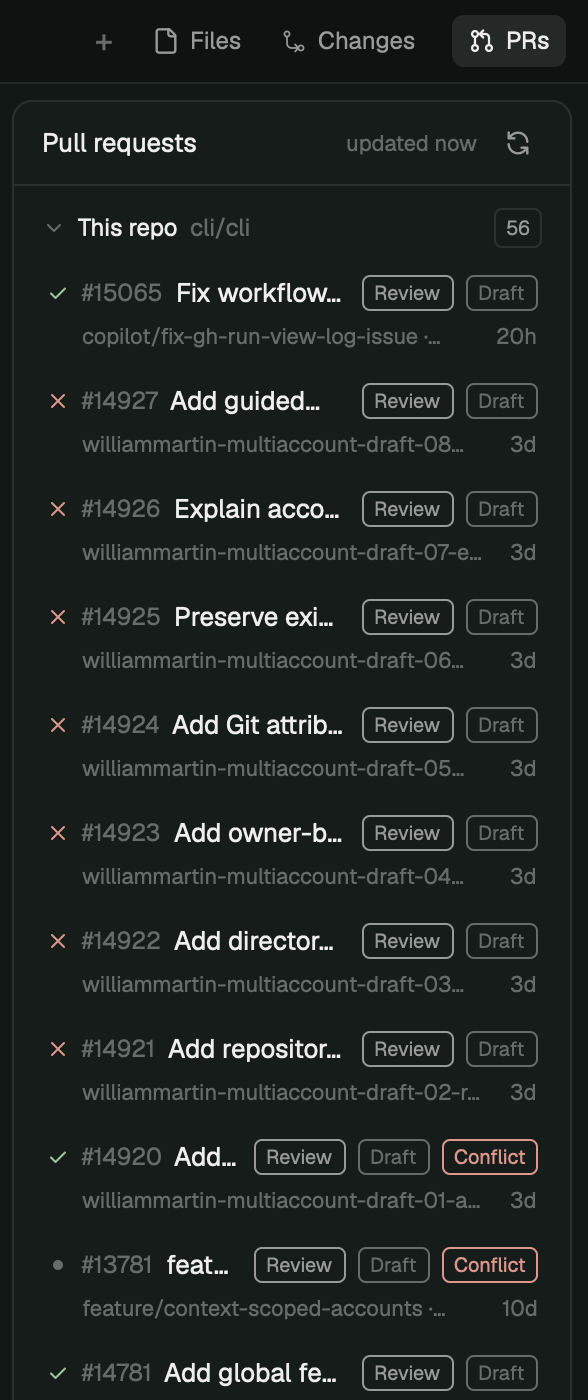 + Files Changes PRs
Pull requests updated now
This repo cli/cli 56
#15065 Fix workflow... Review Draft
copilot/fix-gh-run-view-log-issue ·... 20h
#14927 Add guided... Review Draft
williammartin-multiaccount-draft-08... 3d
#14926 Explain acco... Review Draft
williammartin-multiaccount-draft-07-e... 3d
#14925 Preserve exi... Review Draft
williammartin-multiaccount-draft-06... 3d
#14924 Add Git attrib... Review Draft
williammartin-multiaccount-draft-05... 3d
#14923 Add owner-b... Review Draft
williammartin-multiaccount-draft-04... 3d
#14922 Add director... Review Draft
williammartin-multiaccount-draft-03... 3d
#14921 Add repositor... Review Draft
williammartin-multiaccount-draft-02-r... 3d
#14920 Add... Review Draft Conflict
williammartin-multiaccount-draft-01-a... 3d
#13781 feat... Review Draft Conflict
feature/context-scoped-accounts ·... 10d
#14781 Add global fe... Review Draft